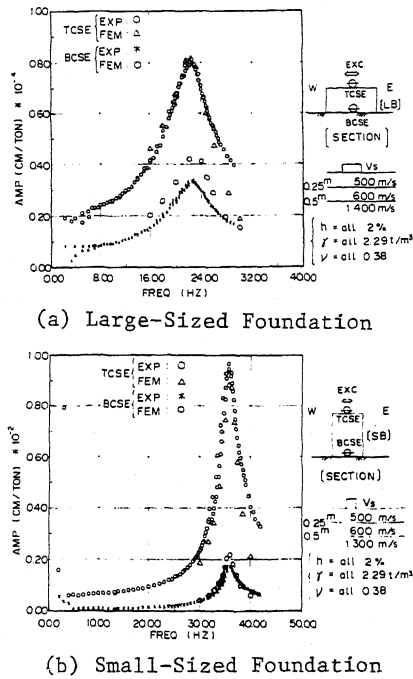 TCSE EXP : ○
FEM : △
BCSE EXP : *
FEM : ○
AMP (CM/TON) * 10⁻⁴
1.00
0.80
0.60
0.40
0.20
0.00
0.00 8.00 16.00 24.00 32.00 40.00
FREQ (HZ)
EXC.
W E
TCSE
[LB]
BCSE
[SECTION]
Vs
0.25m 500 m/s
0.5m 600 m/s
1400 m/s
h = all 2%
γ = all 2.29 t/m³
ν = all 0.38
(a) Large-Sized Foundation
TCSE EXP : ○
FEM : △
BCSE EXP : *
FEM : ○
AMP (CM/TON) * 10⁻²
1.00
0.80
0.60
0.40
0.20
0.00
0.00 10.00 20.00 30.00 40.00 50.00
FREQ (HZ)
EXC
W E
TCSE
BCSE
[SB]
[SECTION]
Vs
0.25m 500 m/s
0.5m 600 m/s
1300 m/s
h = all 2%
γ = all 2.29 t/m³
ν = all 0.38
(b) Small-Sized Foundation